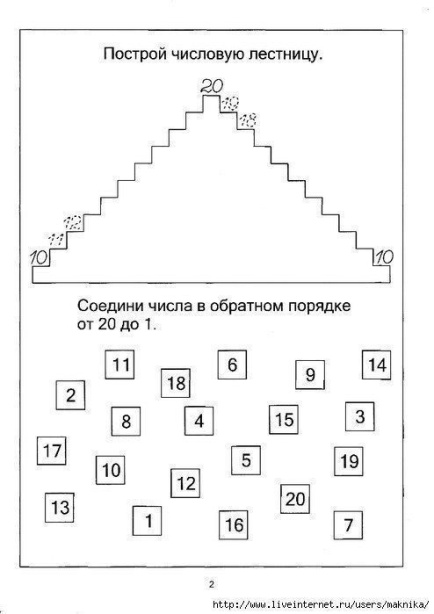 Построй числовую лестницу.
20
19
18
12
11
10 10
Соедини числа в обратном порядке
от 20 до 1.
11 6 14
18 9
2
8 4 15 3
17
10 5 19
12
13 20
1 16 7
2
http://www.liveinternet.ru/users/maknika/